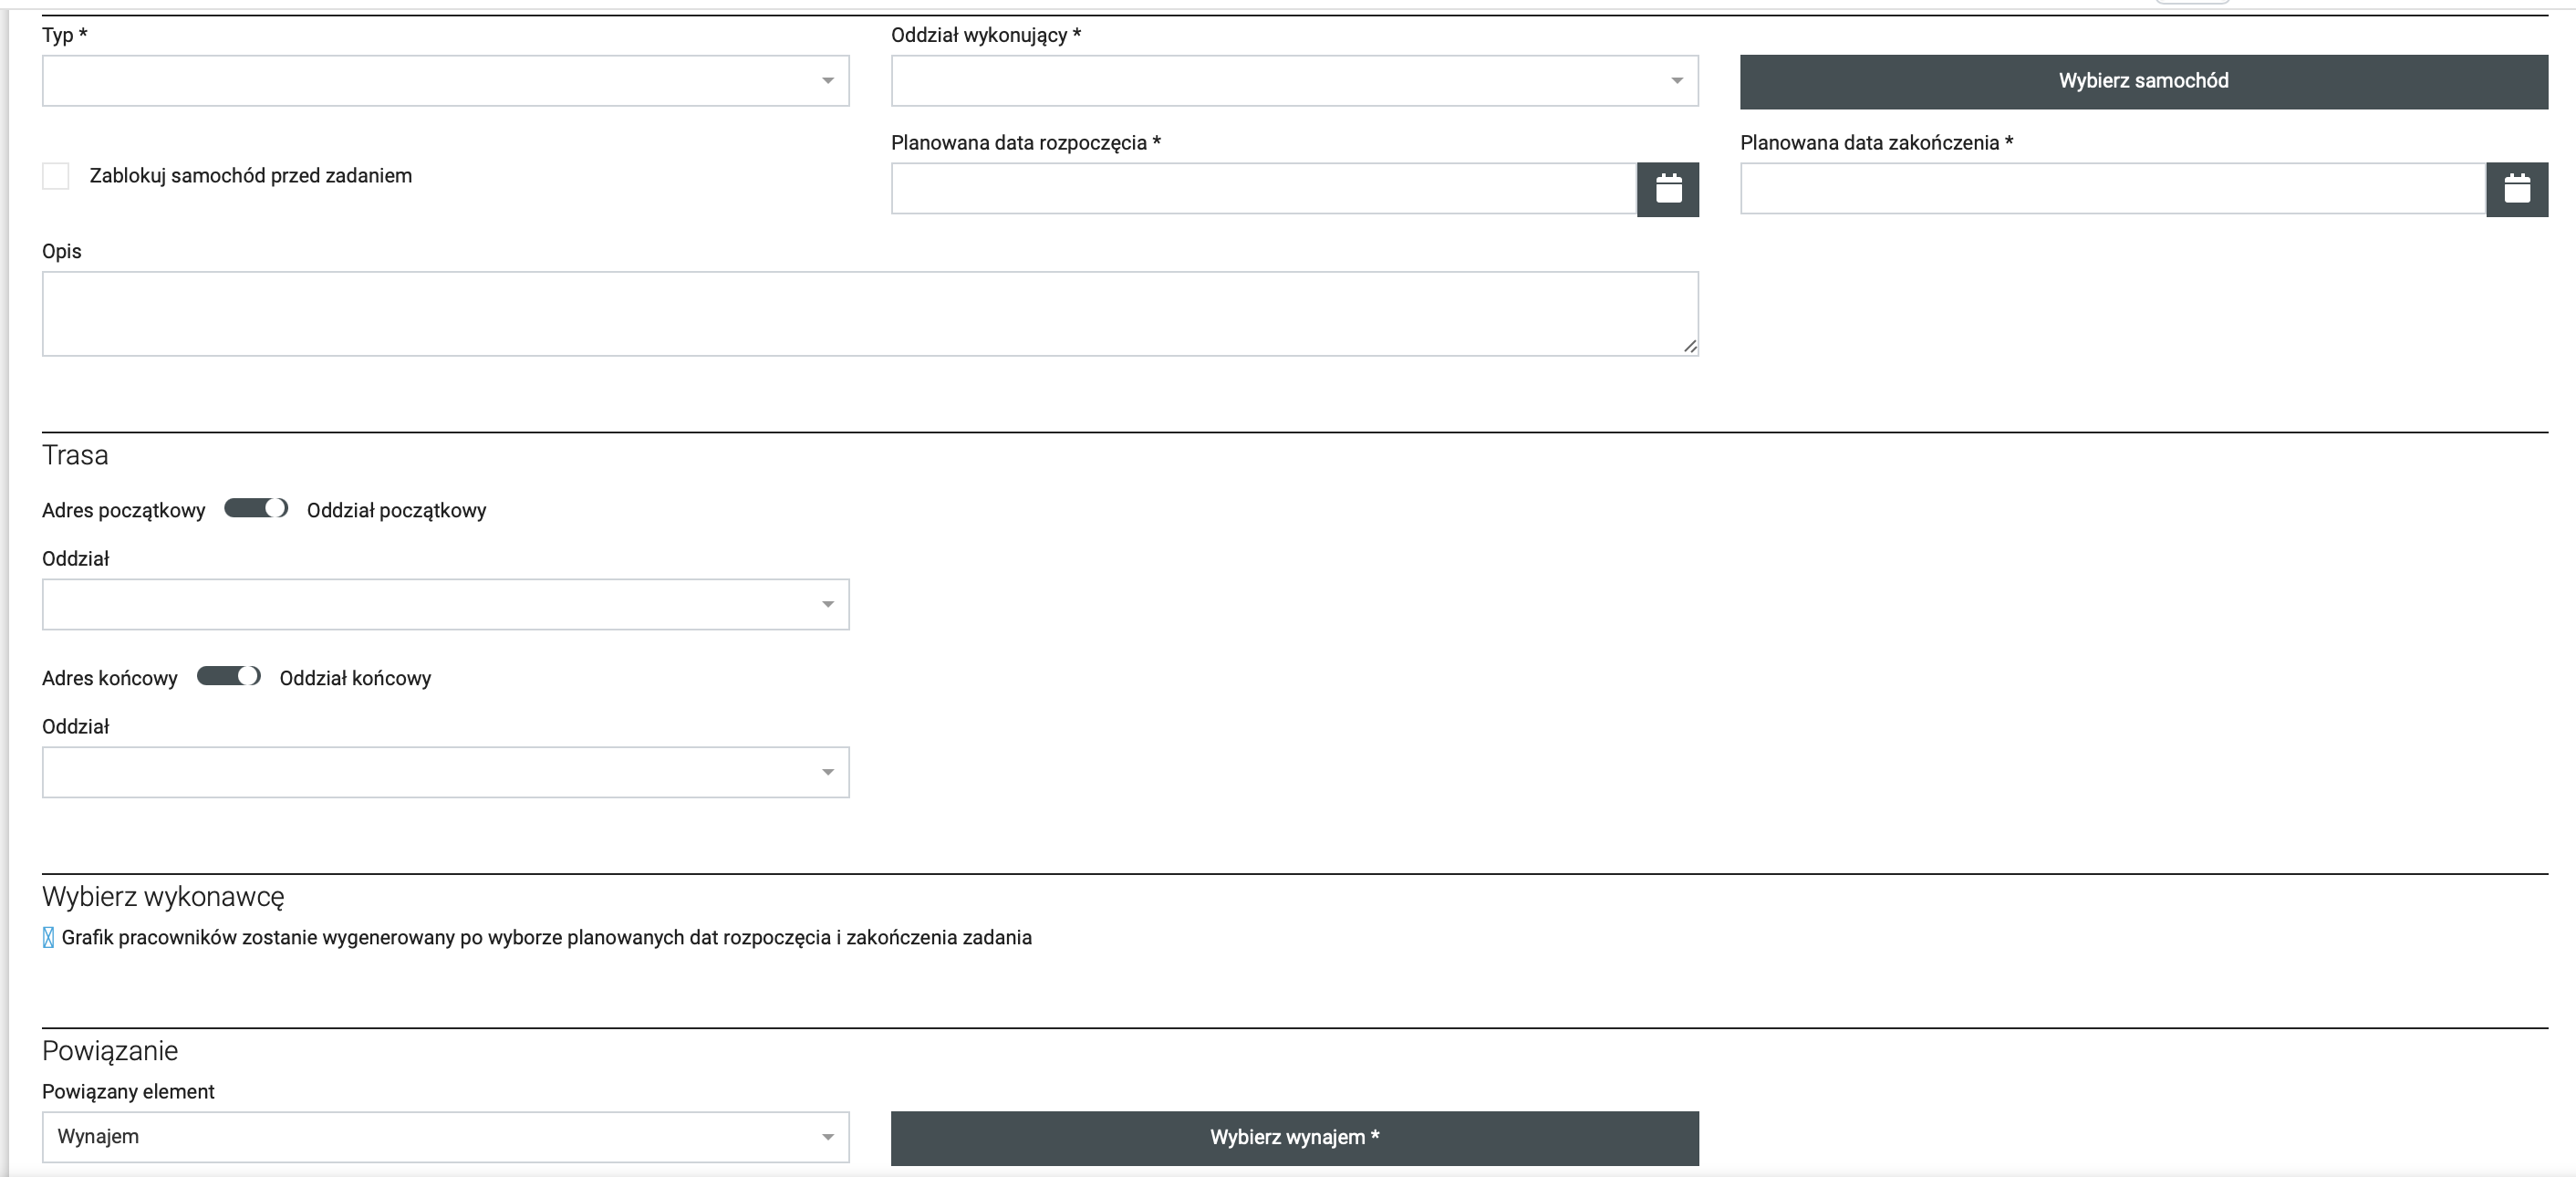 Typ *
Oddział wykonujący *
Wybierz samochód
Zablokuj samochód przed zadaniem
Planowana data rozpoczęcia *
Planowana data zakończenia *
Opis
Trasa
Adres początkowy Oddział początkowy
Oddział
Adres końcowy Oddział końcowy
Oddział
Wybierz wykonawcę
Grafik pracowników zostanie wygenerowany po wyborze planowanych dat rozpoczęcia i zakończenia zadania
Powiązanie
Powiązany element
Wynajem
Wybierz wynajem *